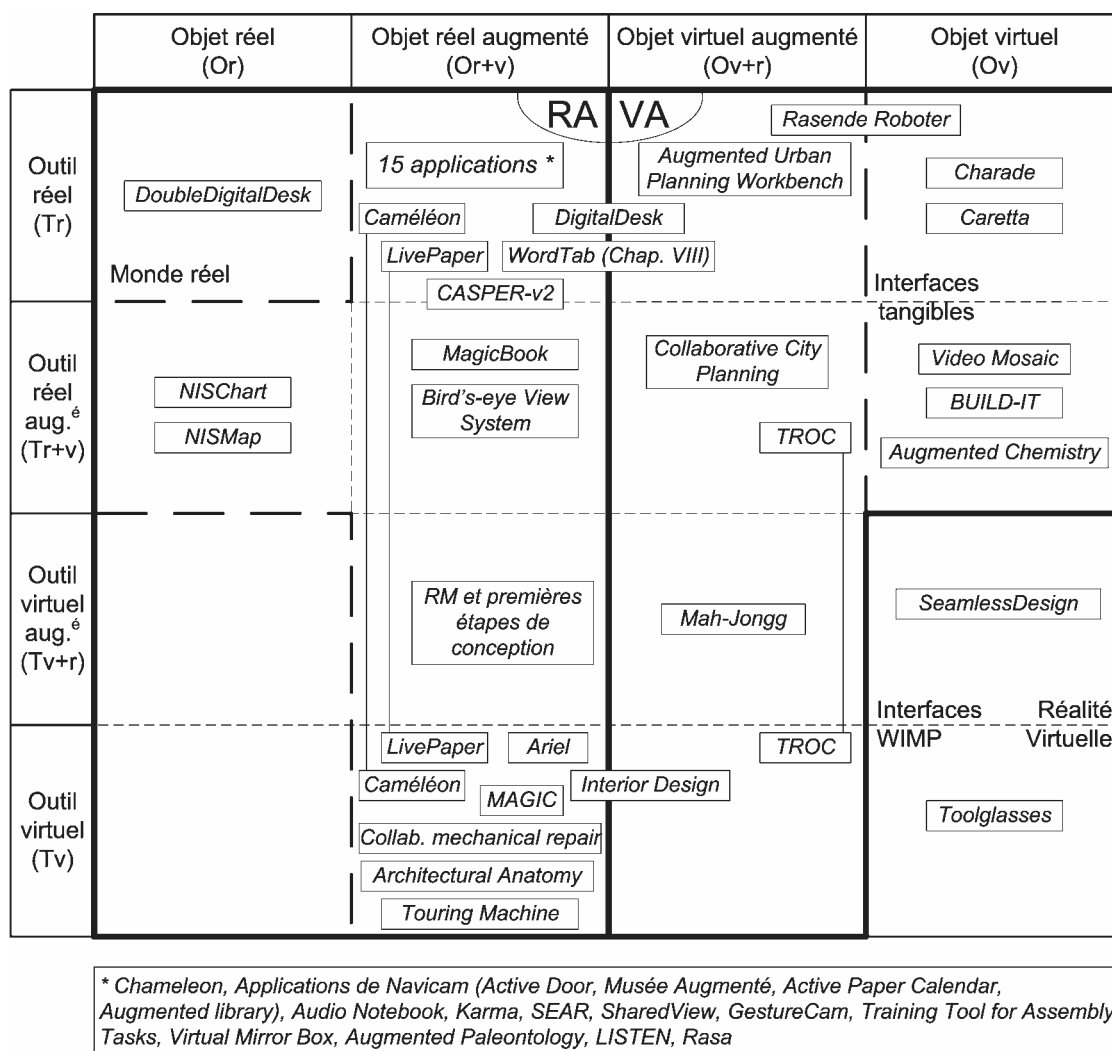 Objet réel
(Or)
Objet réel augmenté
(Or+v)
Objet virtuel augmenté
(Ov+r)
Objet virtuel
(Ov)
Outil
réel
(Tr)
DoubleDigitalDesk
Monde réel
RA
VA
15 applications *
Caméléon
DigitalDesk
LivePaper
WordTab (Chap. VIII)
CASPER-v2
Rasende Roboter
Augmented Urban
Planning Workbench
Charade
Caretta
Interfaces
tangibles
Outil
réel
aug.é
(Tr+v)
NISChart
NISMap
MagicBook
Bird's-eye View
System
Collaborative City
Planning
TROC
Video Mosaic
BUILD-IT
Augmented Chemistry
Outil
virtuel
aug.é
(Tv+r)
RM et premières
étapes de
conception
Mah-Jongg
SeamlessDesign
Interfaces
WIMP
Réalité
Virtuelle
Outil
virtuel
(Tv)
LivePaper
Ariel
Caméléon
MAGIC
Interior Design
TROC
Collab. mechanical repair
Architectural Anatomy
Touring Machine
Toolglasses
* Chameleon, Applications de Navicam (Active Door, Musée Augmenté, Active Paper Calendar,
Augmented library), Audio Notebook, Karma, SEAR, SharedView, GestureCam, Training Tool for Assembly
Tasks, Virtual Mirror Box, Augmented Paleontology, LISTEN, Rasa